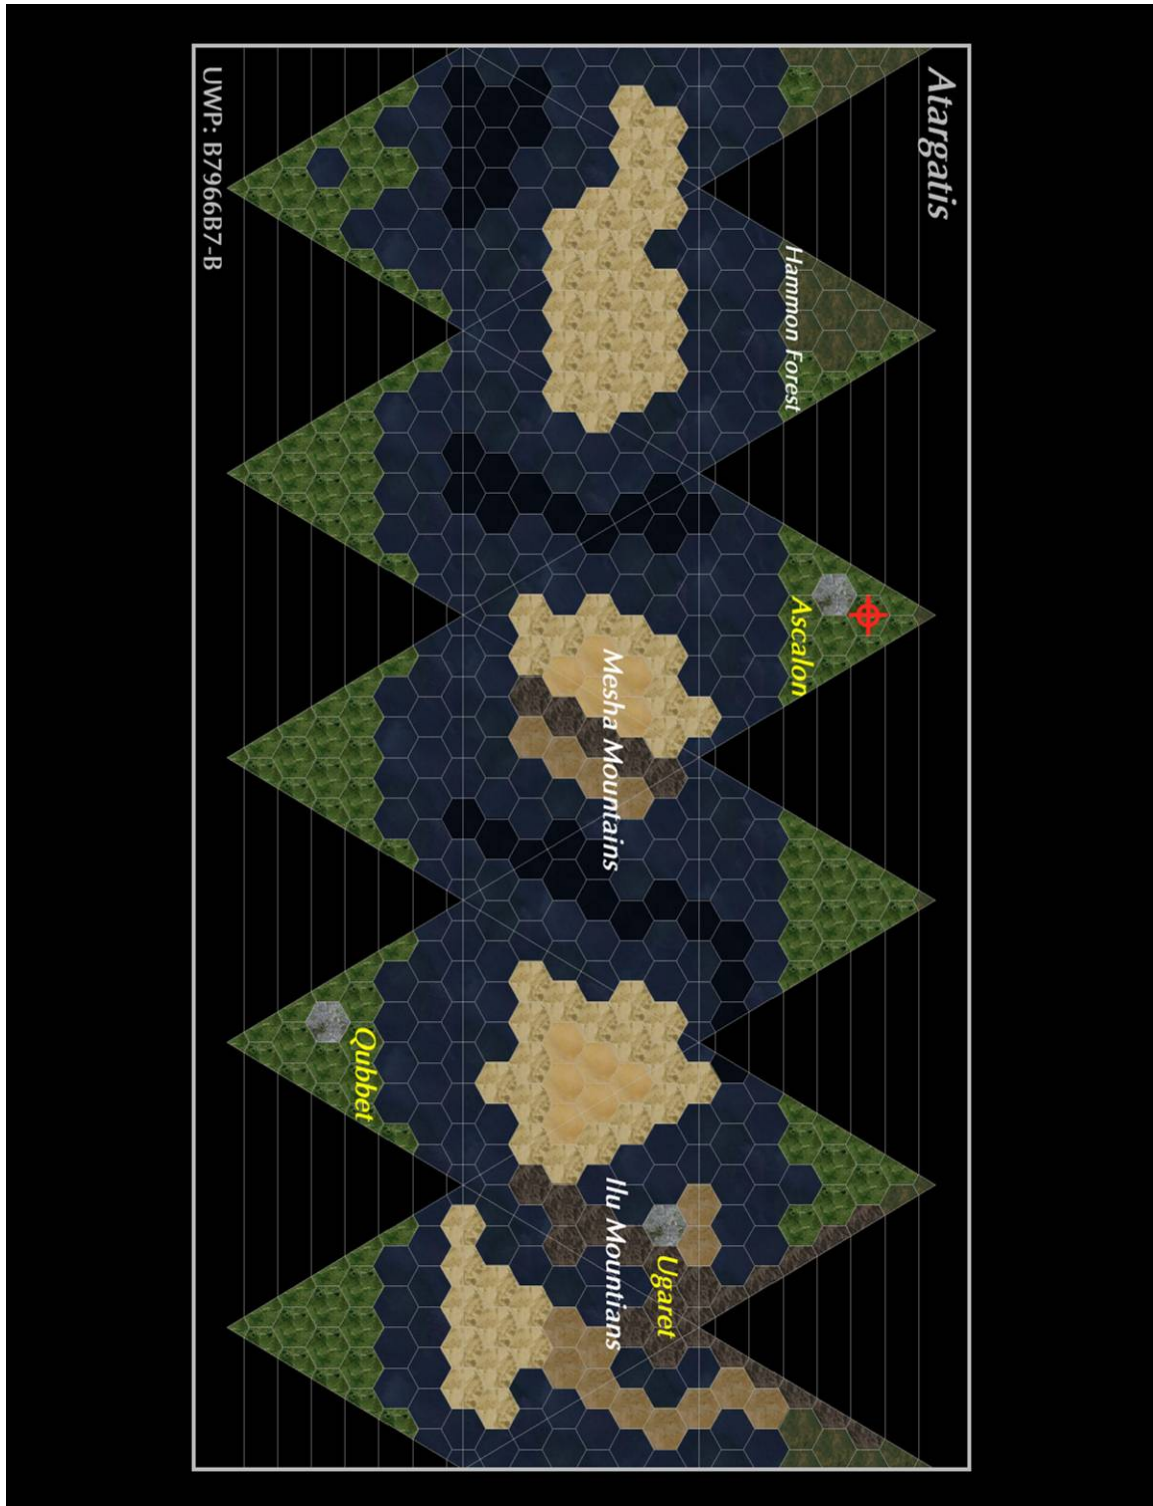 Atargatis
Hammon Forest
Ascalon
Mesha Mountains
Qubbet
Ilu Mountians
Ugaret
UWP: B7966B7-B